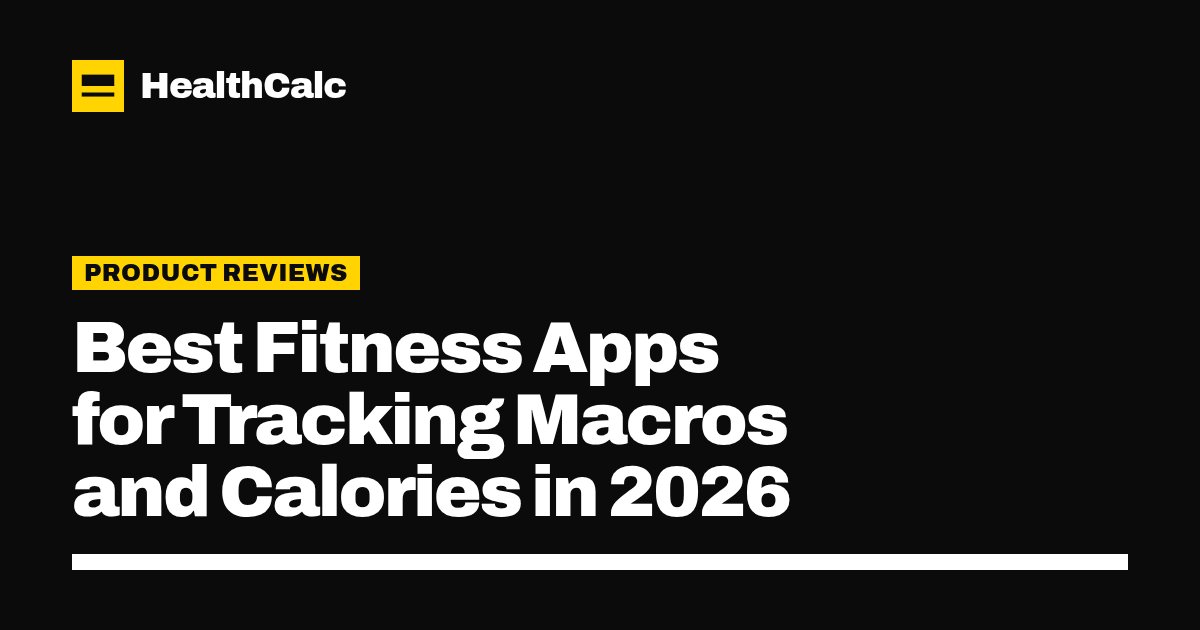 HealthCalc
PRODUCT REVIEWS
Best Fitness Apps
for Tracking Macros
and Calories in 2026